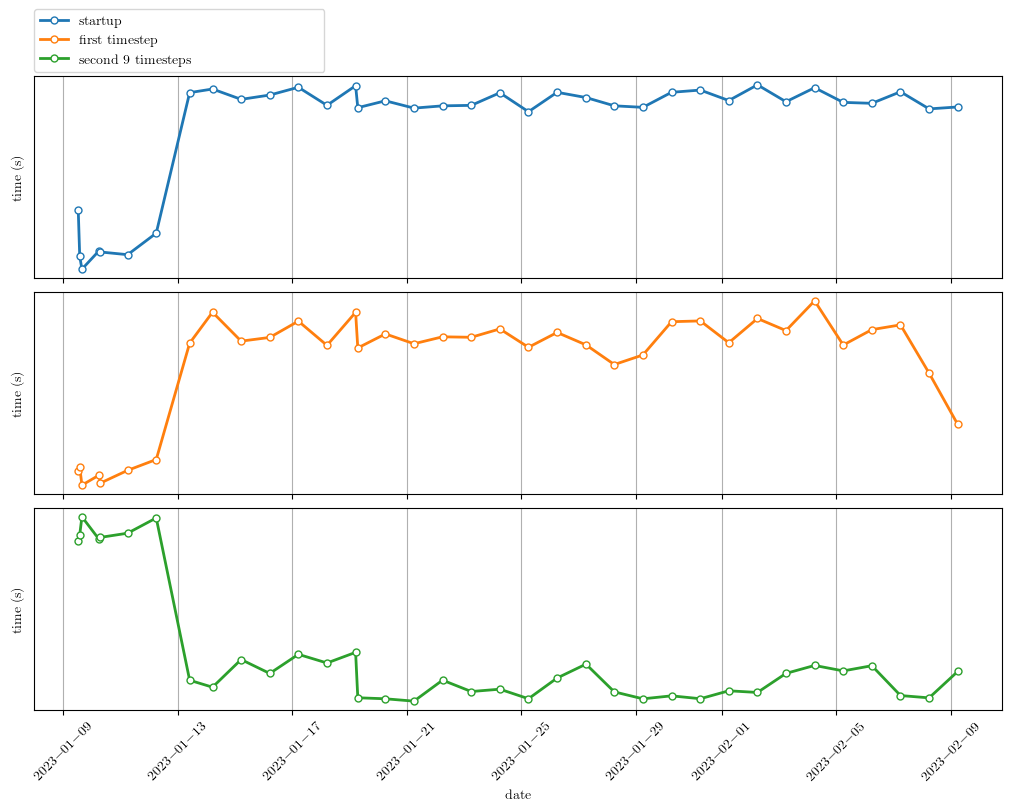 startup
first timestep
second 9 timesteps
time (s)
time (s)
time (s)
2023−01−09
2023−01−13
2023−01−17
2023−01−21
2023−01−25
2023−01−29
2023−02−01
2023−02−05
2023−02−09
date